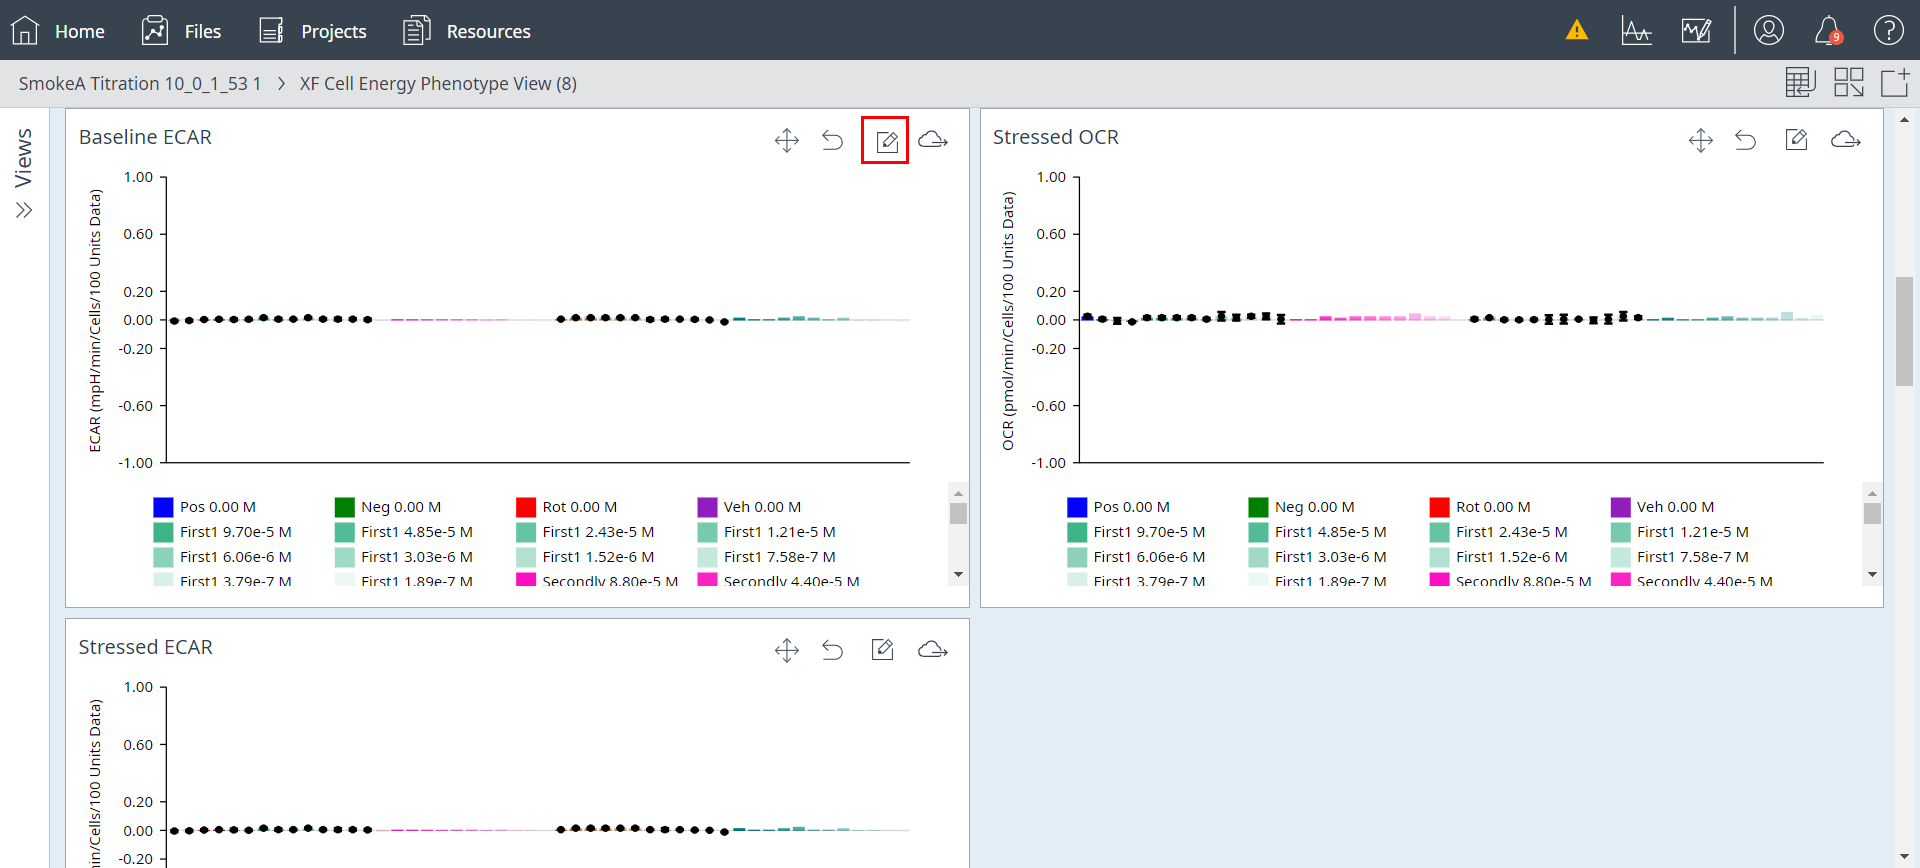 Home Files Projects Resources 9
SmokeA Titration 10_0_1_53 1 > XF Cell Energy Phenotype View (8)
Views
Baseline ECAR
ECAR (mpH/min/Cells/100 Units Data)
1.00
0.60
0.20
0.00
-0.20
-0.60
-1.00
Pos 0.00 M Neg 0.00 M Rot 0.00 M Veh 0.00 M
First1 9.70e-5 M First1 4.85e-5 M First1 2.43e-5 M First1 1.21e-5 M
First1 6.06e-6 M First1 3.03e-6 M First1 1.52e-6 M First1 7.58e-7 M
First1 3.79e-7 M First1 1.89e-7 M Secondly 8.80e-5 M Secondly 4.40e-5 M
Stressed OCR
OCR (pmol/min/Cells/100 Units Data)
1.00
0.60
0.20
0.00
-0.20
-0.60
-1.00
Pos 0.00 M Neg 0.00 M Rot 0.00 M Veh 0.00 M
First1 9.70e-5 M First1 4.85e-5 M First1 2.43e-5 M First1 1.21e-5 M
First1 6.06e-6 M First1 3.03e-6 M First1 1.52e-6 M First1 7.58e-7 M
First1 3.79e-7 M First1 1.89e-7 M Secondly 8.80e-5 M Secondly 4.40e-5 M
Stressed ECAR
in/Cells/100 Units Data)
1.00
0.60
0.20
0.00
-0.20